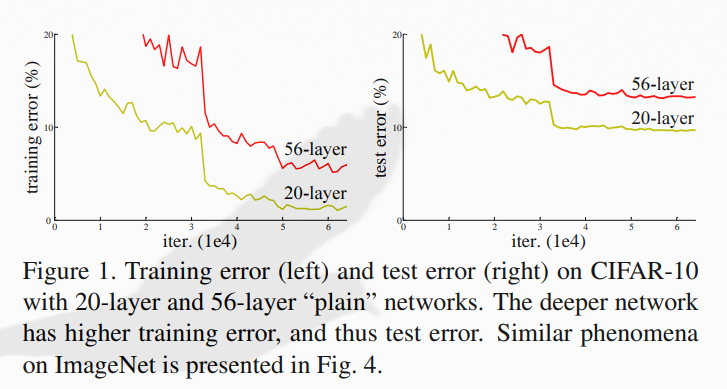 20
10
0
0 1 2 3 4 5 6
iter. (1e4)
training error (%)
56-layer
20-layer
20
10
0
0 1 2 3 4 5 6
iter. (1e4)
test error (%)
56-layer
20-layer
Figure 1. Training error (left) and test error (right) on CIFAR-10
with 20-layer and 56-layer “plain” networks. The deeper network
has higher training error, and thus test error. Similar phenomena
on ImageNet is presented in Fig. 4.